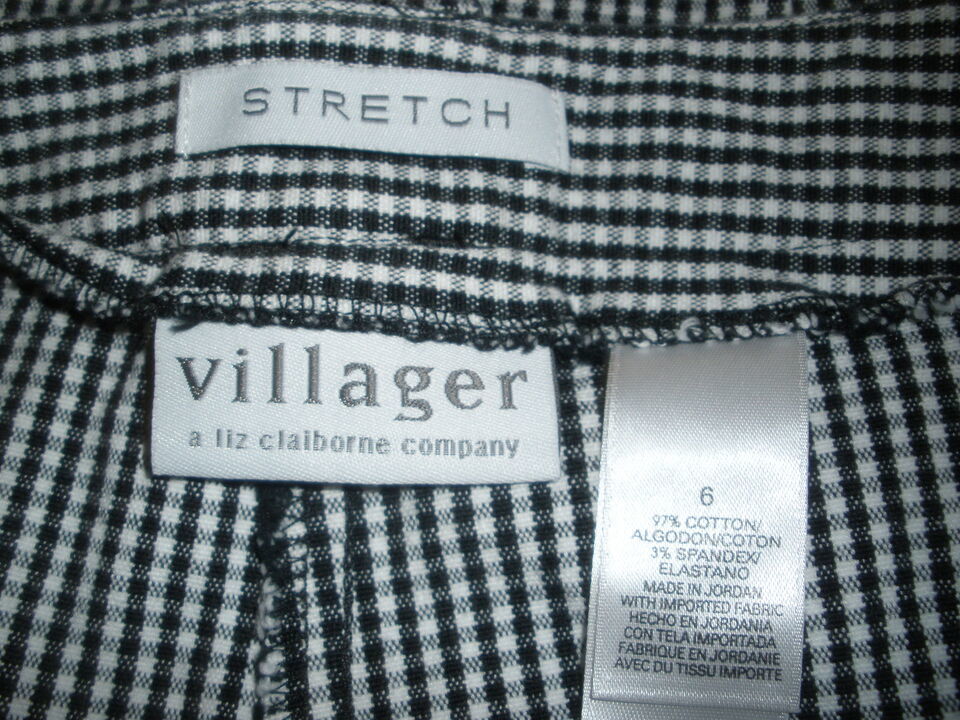 STRETCH
villager
a liz claiborne company
6
97% COTTON/
ALGODON/COTON
3% SPANDEX/
ELASTANO
MADE IN JORDAN
WITH IMPORTED FABRIC
HECHO EN JORDANIA
CON TELA IMPORTADA
FABRIQUE EN JORDANIE
AVEC DU TISSU IMPORTE